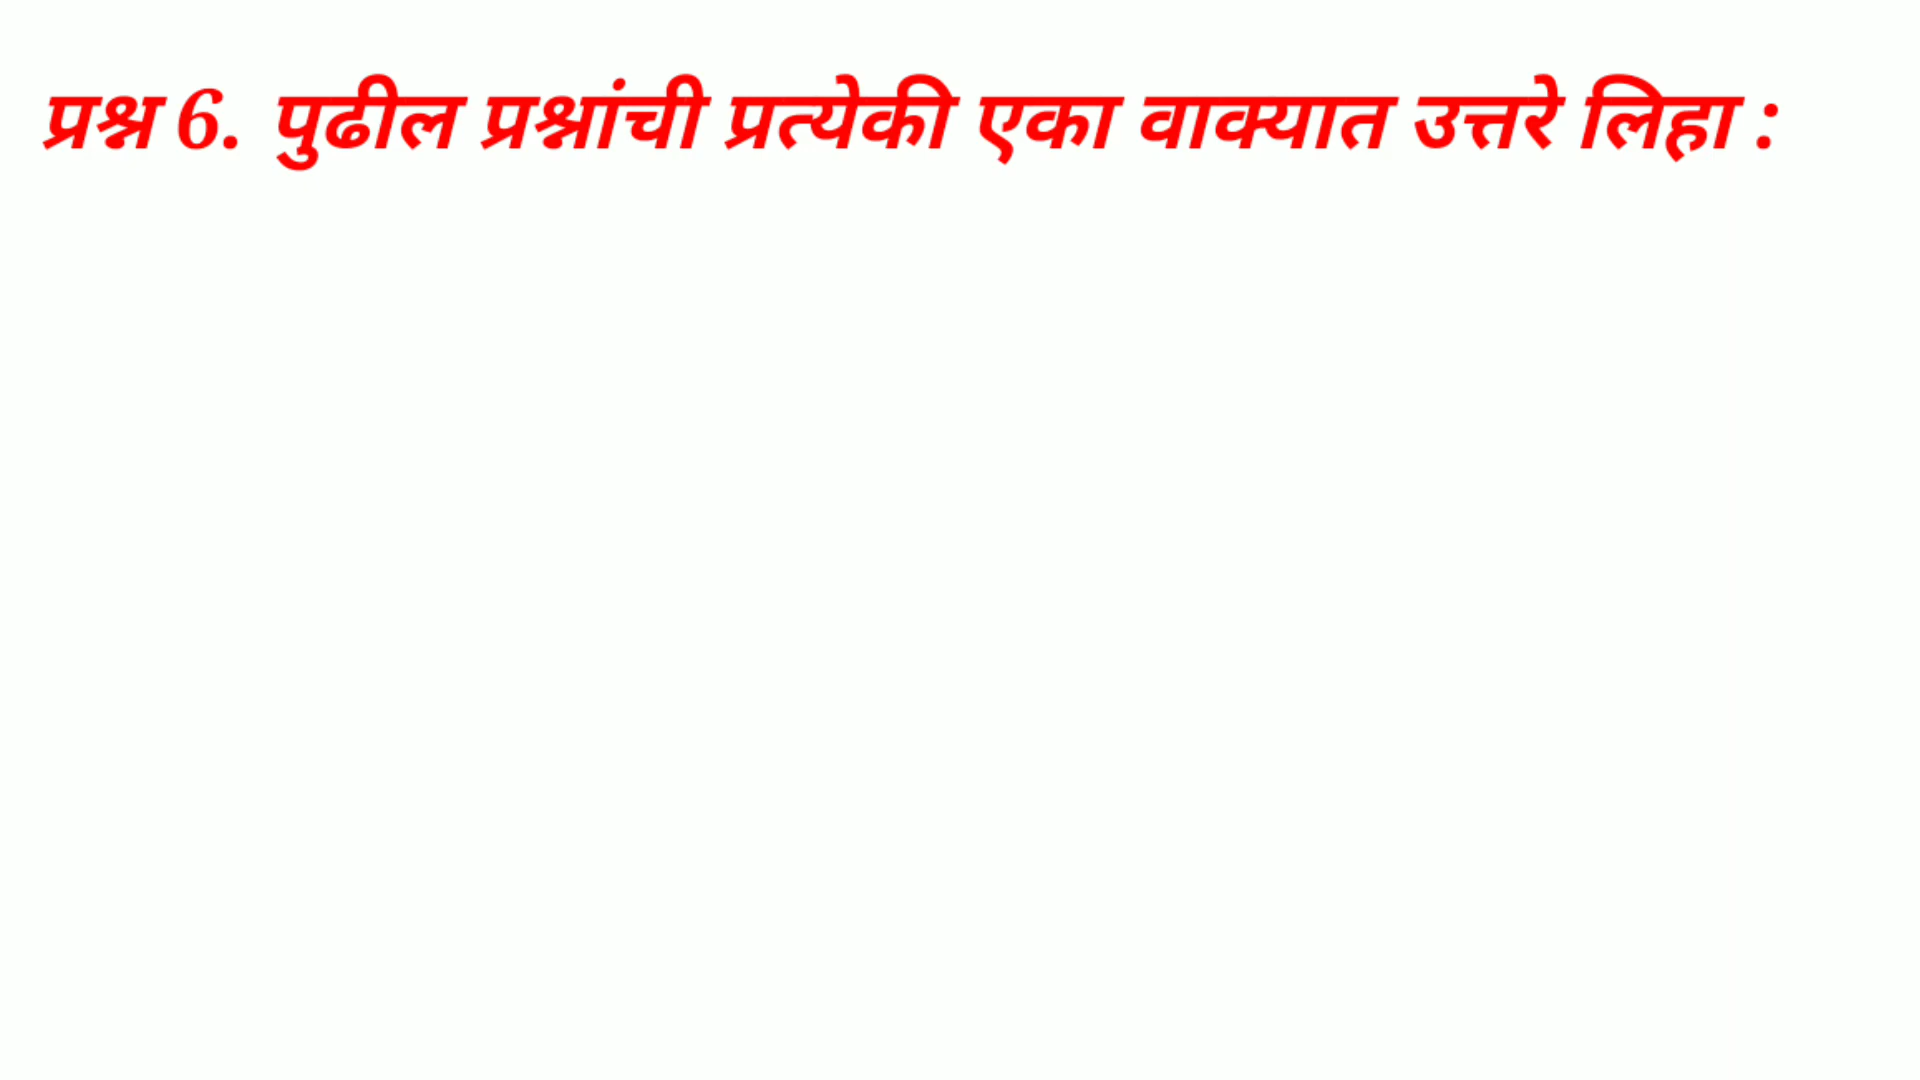 प्रश्न 6. पुढील प्रश्नांची प्रत्येकी एका वाक्यात उत्तरे लिहा :